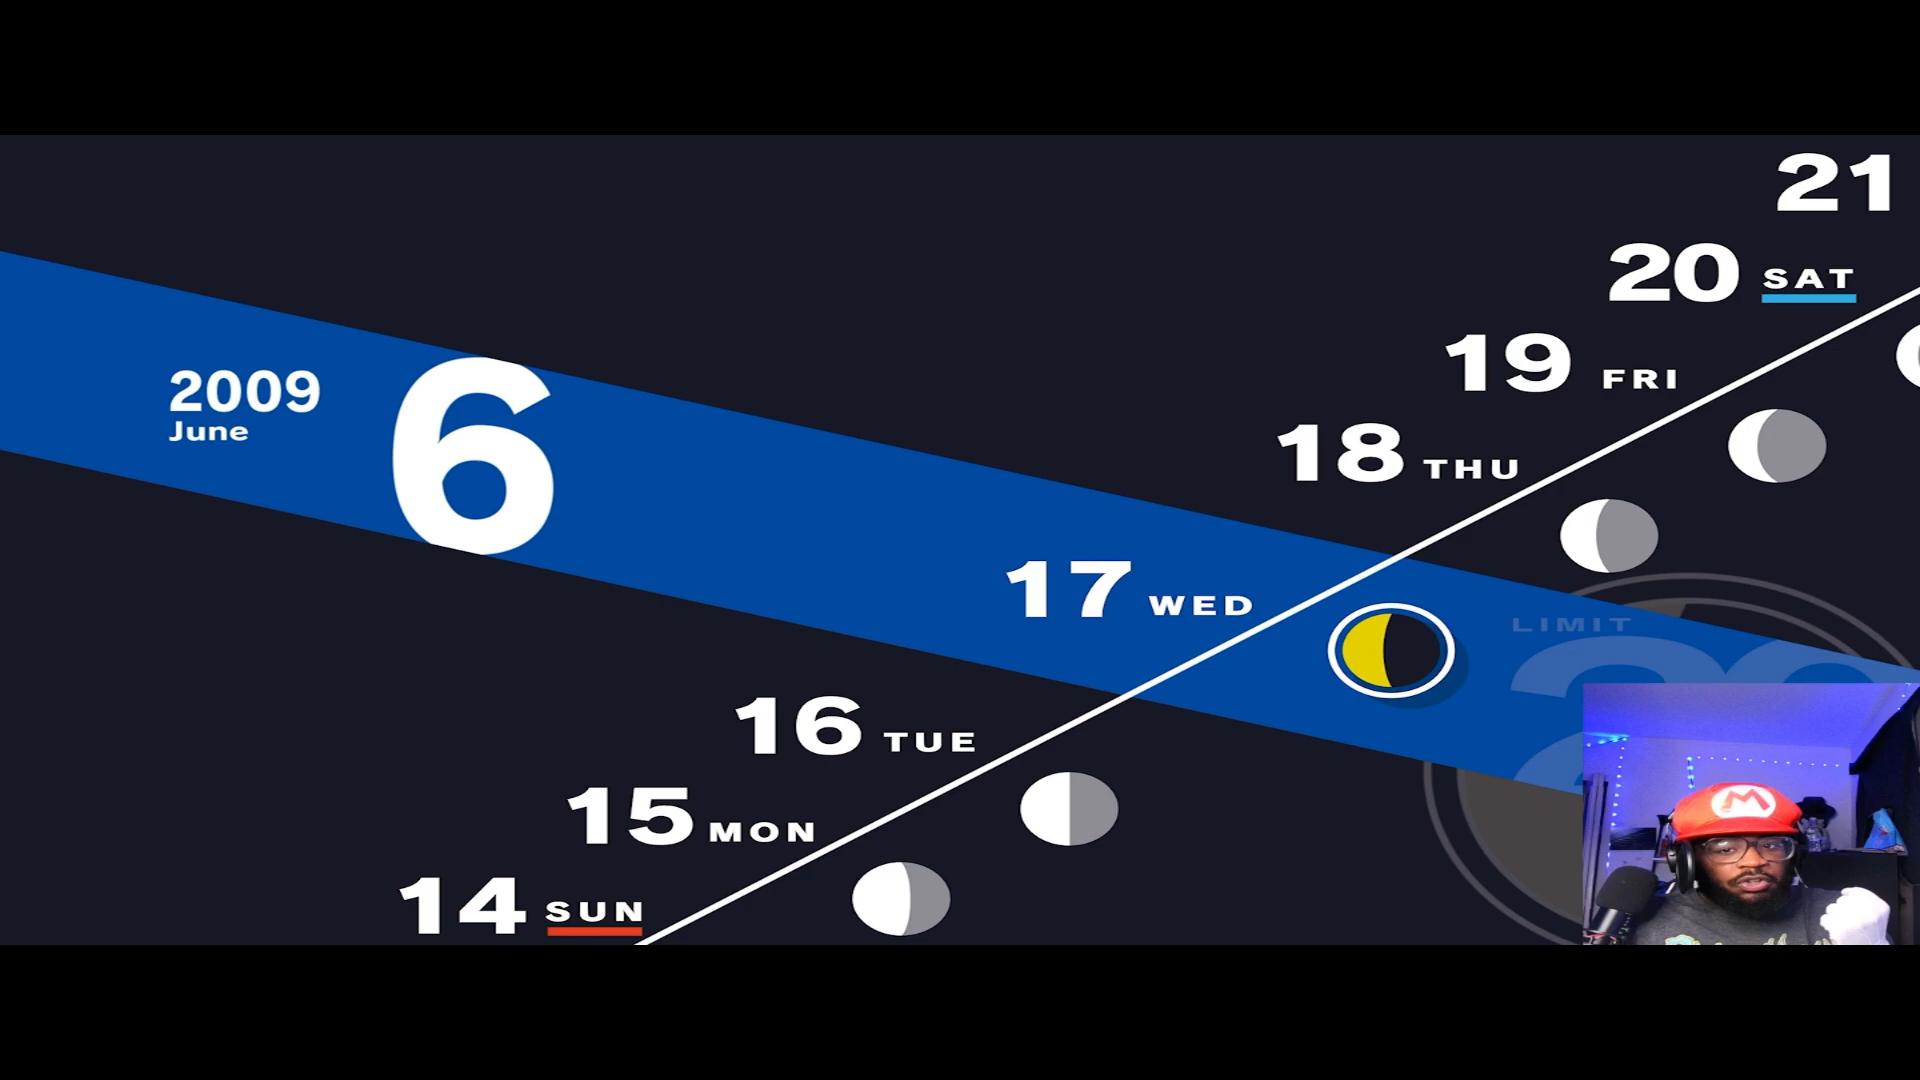 21
20 SAT
19 FRI
18 THU
2009
June
6
17 WED
LIMIT
16 TUE
15 MON
14 SUN
M